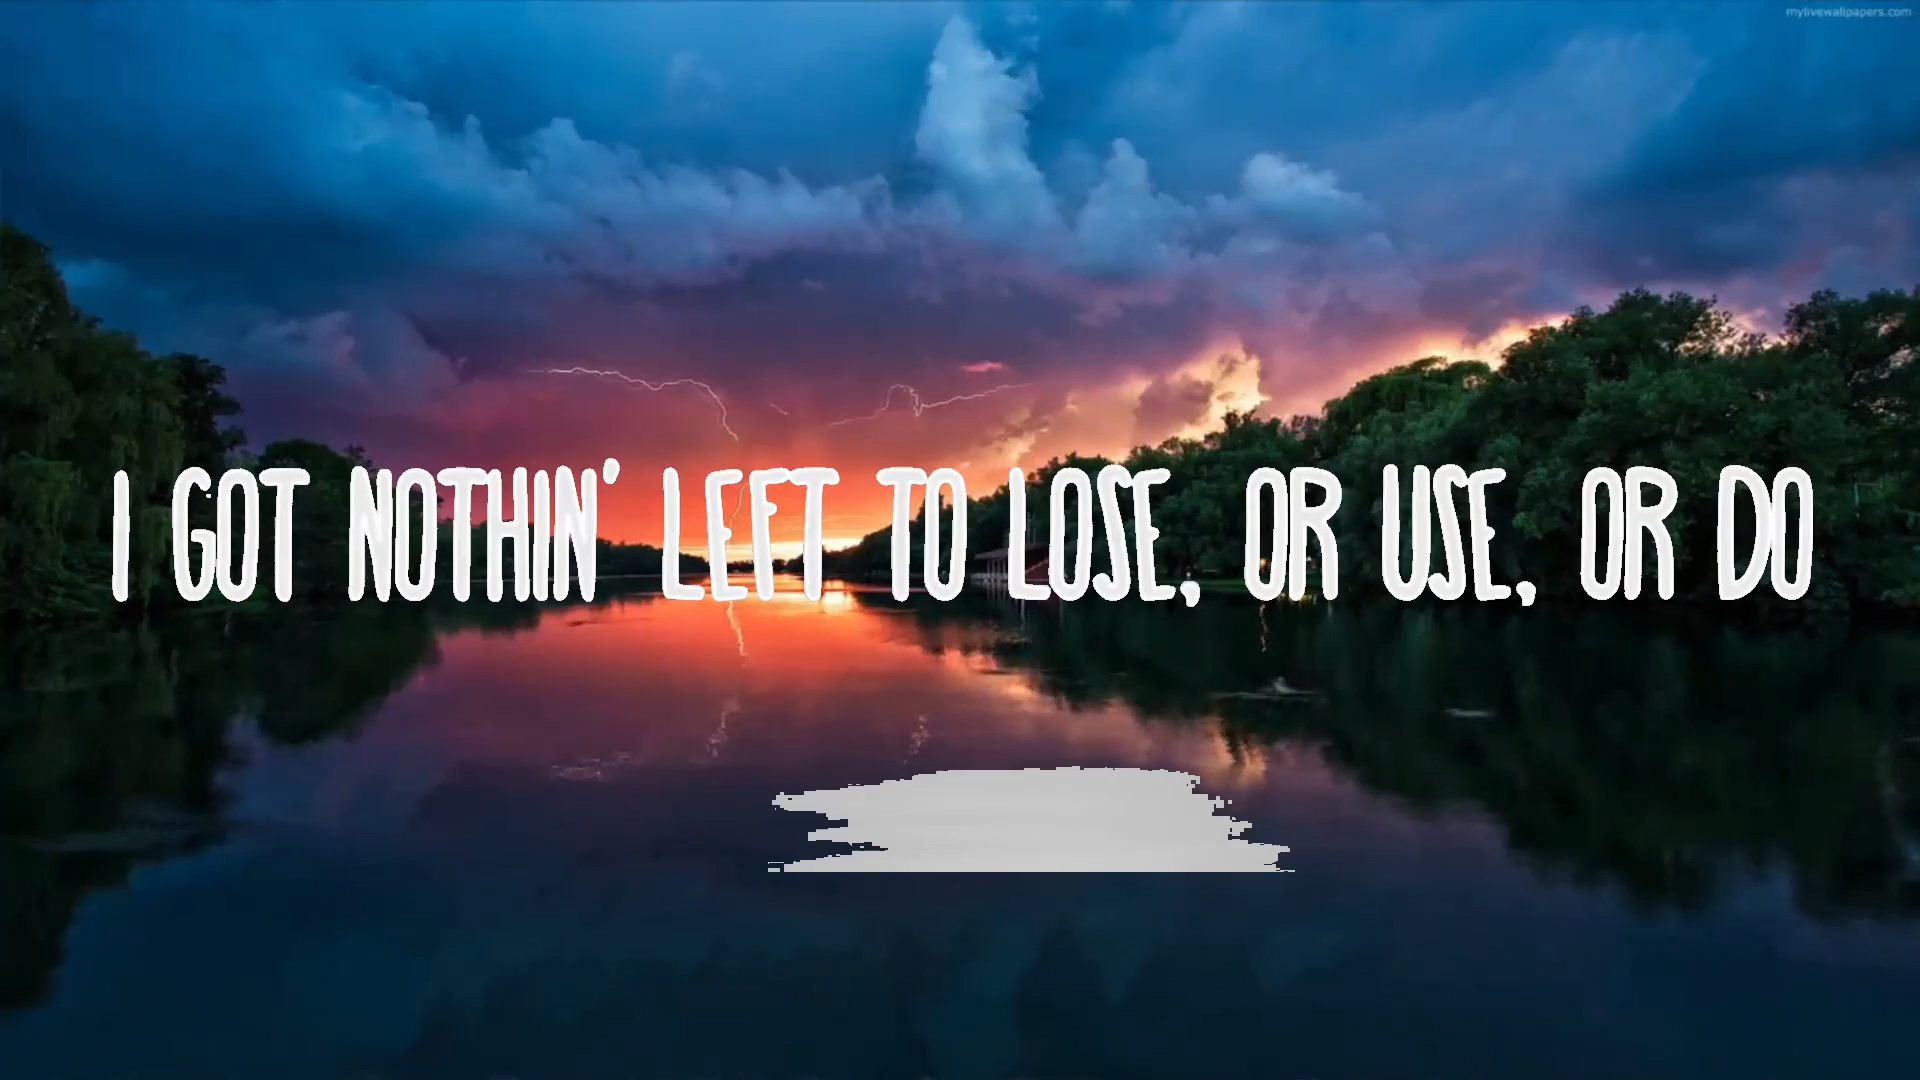 mylivewallpapers.com
I GOT NOTHIN' LEFT TO LOSE, OR USE, OR DO